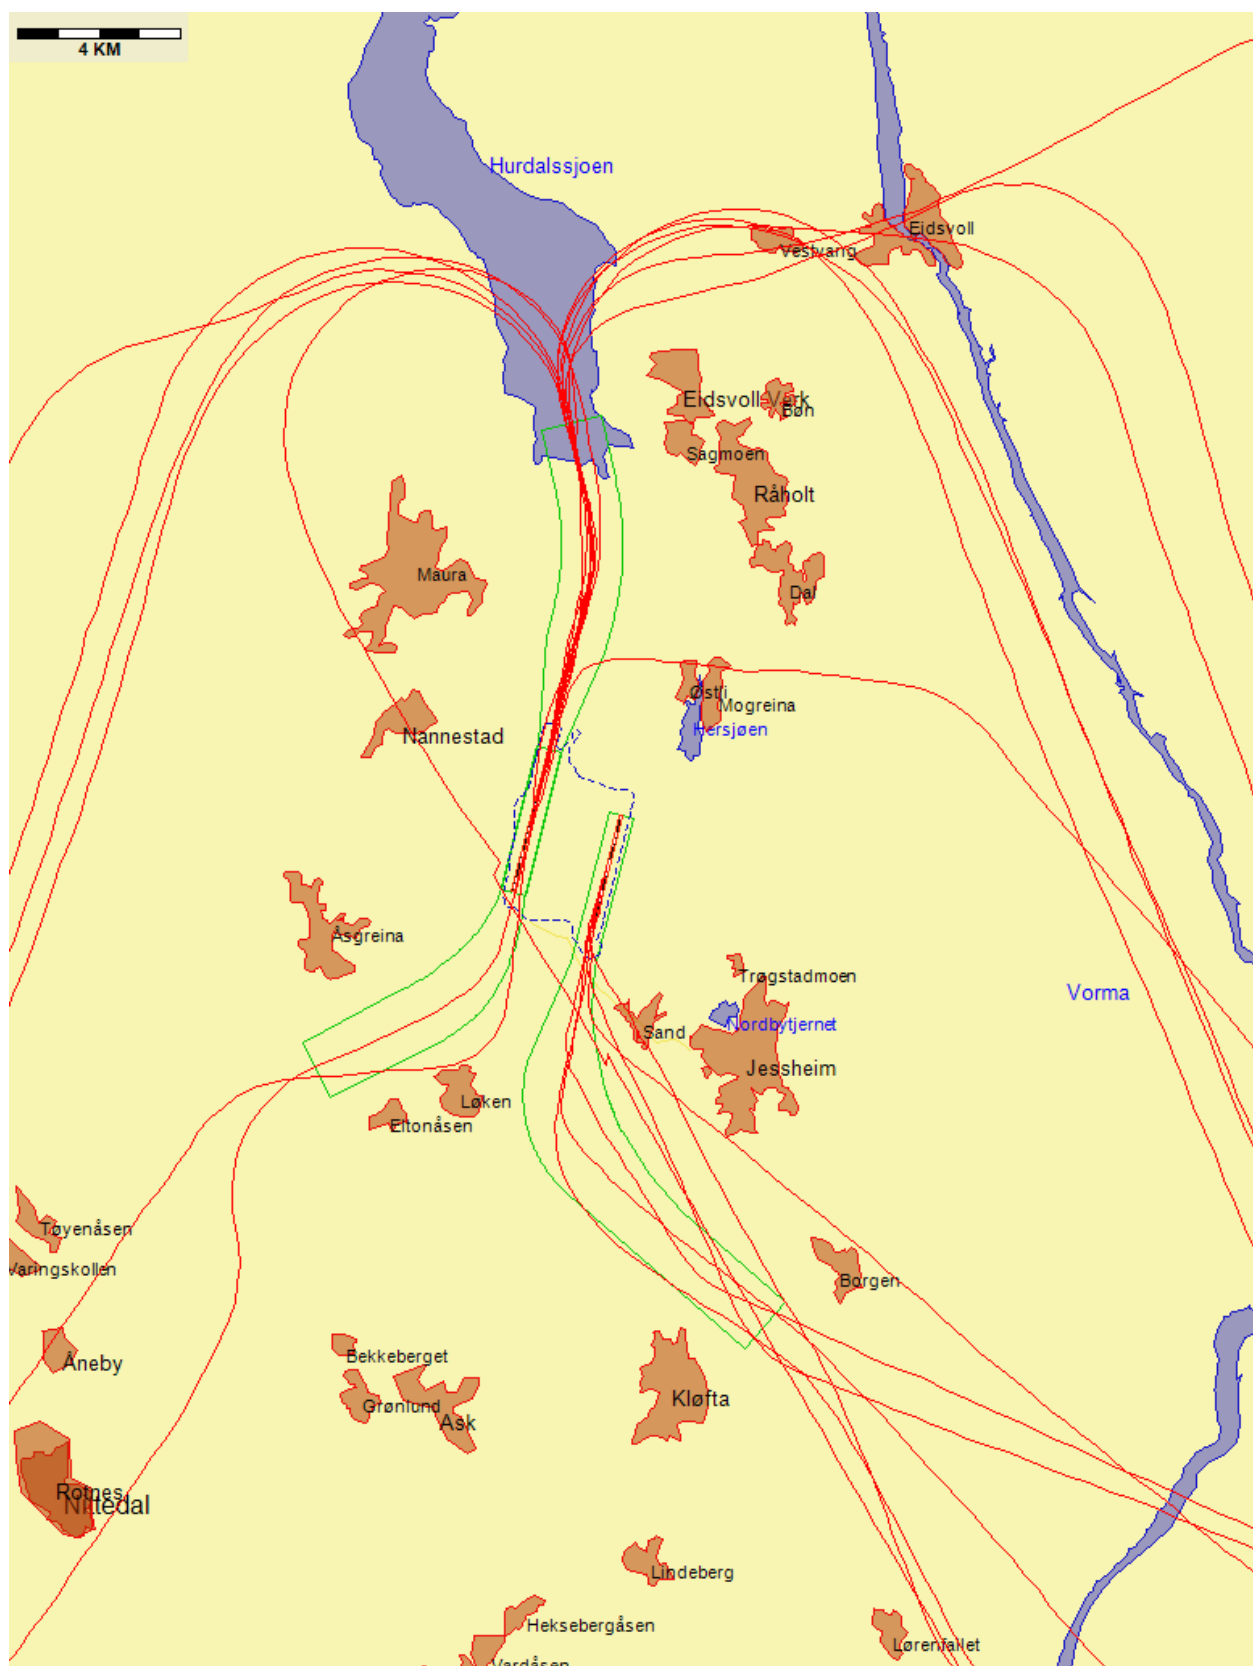 4 KM
Hurdalssjoen
Eidsvoll
Vestvang
Eidsvoll Verk
Bøn
Sagmoen
Råholt
Maura
Dal
Østli
Mogreina
Hersjøen
Nannestad
Åsgreina
Trøgstadmoen
Vorma
Nordbytjernet
Sand
Jessheim
Løken
Eltonåsen
Tøyenåsen
Varingskollen
Borgen
Åneby
Bekkeberget
Kløfta
Grønlund
Ask
Rotnes
Nittedal
Lindeberg
Heksebergåsen
Lørenfallet
Vardåsen